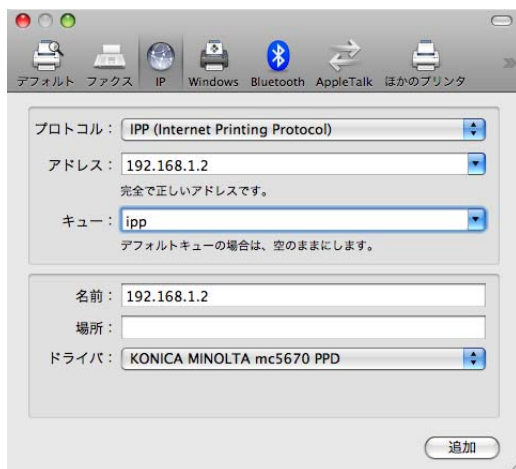 デフォルト ファクス IP Windows Bluetooth AppleTalk ほかのプリンタ
プロトコル： IPP (Internet Printing Protocol)
アドレス： 192.168.1.2
完全で正しいアドレスです。
キュー： ipp
デフォルトキューの場合は、空のままにします。
名前： 192.168.1.2
場所：
ドライバ： KONICA MINOLTA mc5670 PPD
追加